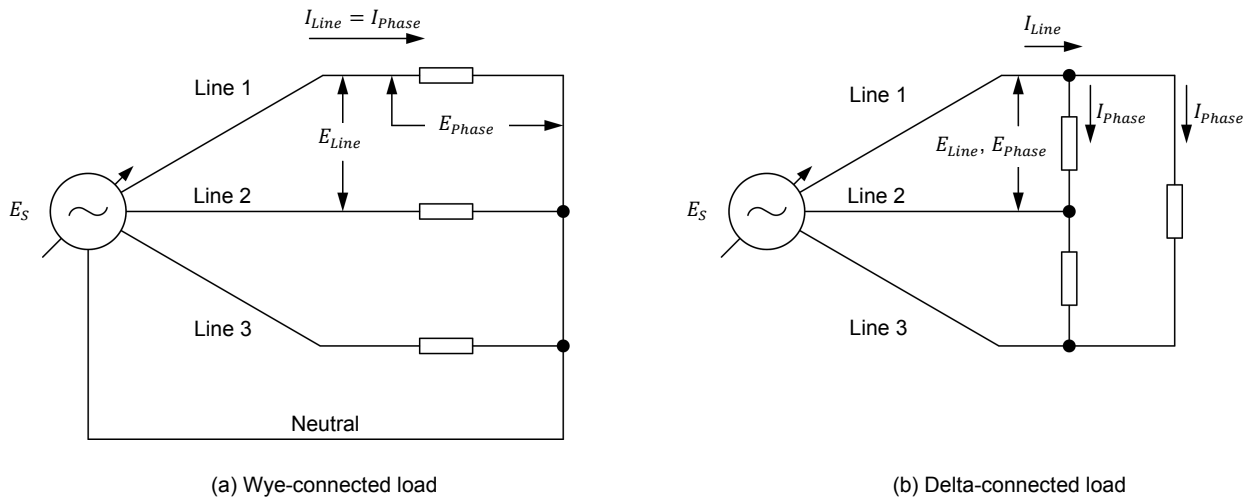 I_Line = I_Phase
Line 1
E_Line
E_Phase
Line 2
E_S
Line 3
Neutral
(a) Wye-connected load
I_Line
Line 1
I_Phase
I_Phase
E_Line, E_Phase
Line 2
E_S
Line 3
(b) Delta-connected load